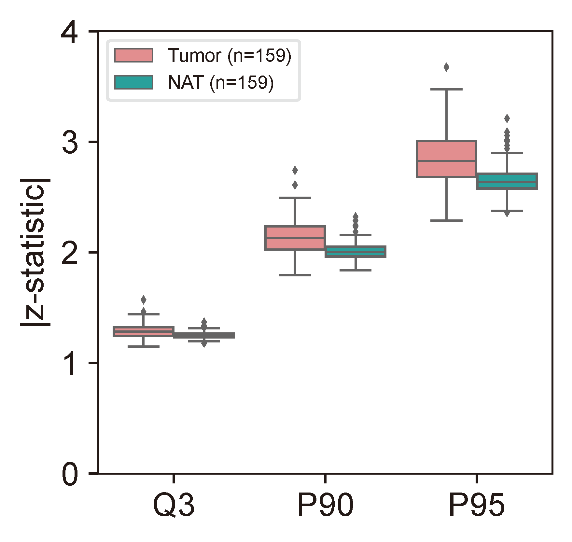 4
3
2
1
0
|z-statistic|
Tumor (n=159)
NAT (n=159)
Q3 P90 P95